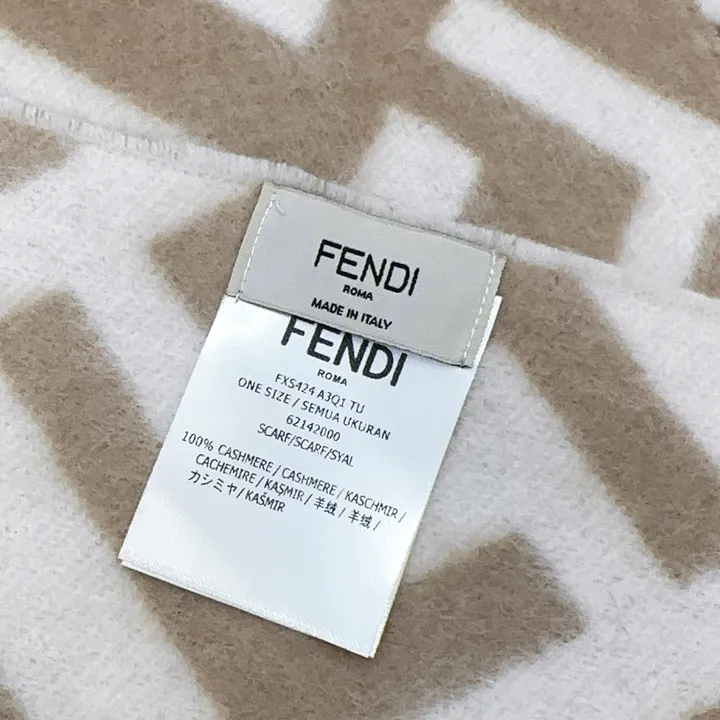 FENDI
ROMA
MADE IN ITALY
FENDI
ROMA
FXS424 A3Q1 TU
ONE SIZE / SEMUA UKURAN
62142000
SCARF/SCARF/SYAL
100% CASHMERE / CASHMERE / KASCHMIR /
CACHEMIRE / KAŞMIR / 羊绒 / 羊绒 /
カシミヤ / KAŠMIR